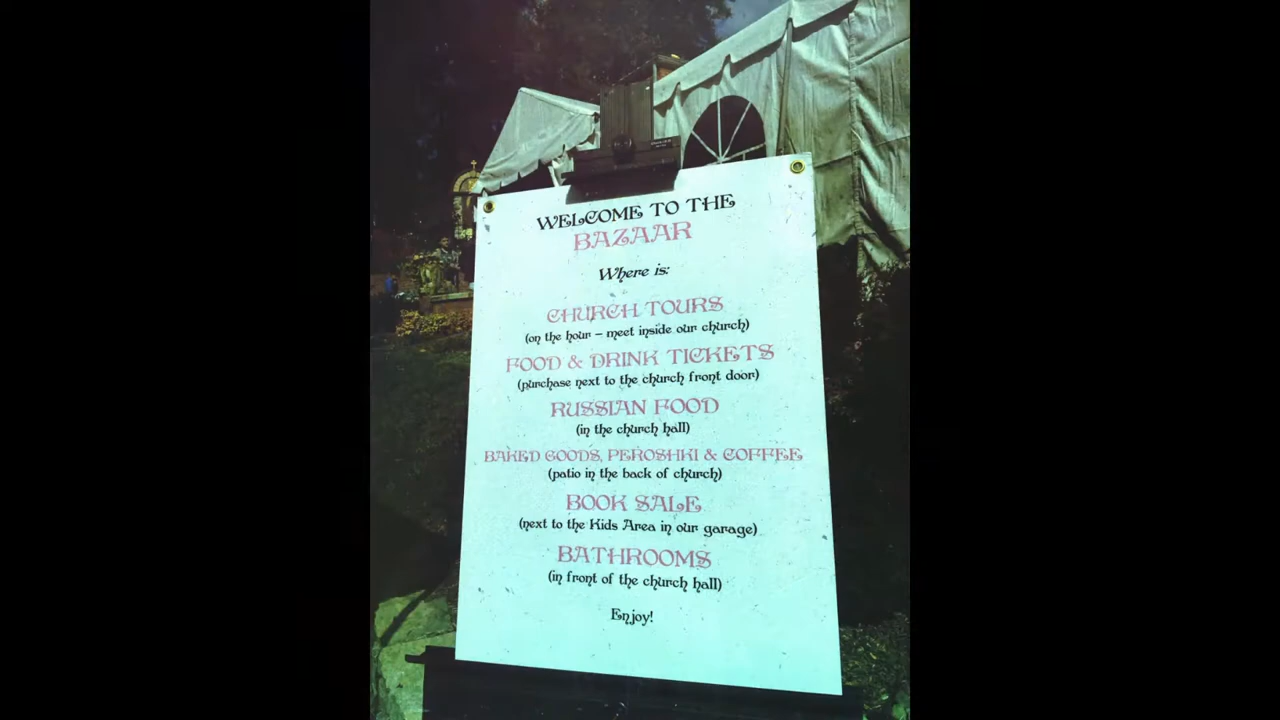 WELCOME TO THE
BAZAAR
Where is:
CHURCH TOURS
(on the hour – meet inside our church)
FOOD & DRINK TICKETS
(purchase next to the church front door)
RUSSIAN FOOD
(in the church hall)
BAKED GOODS, PEROSHKI & COFFEE
(patio in the back of church)
BOOK SALE
(next to the Kids Area in our garage)
BATHROOMS
(in front of the church hall)
Enjoy!